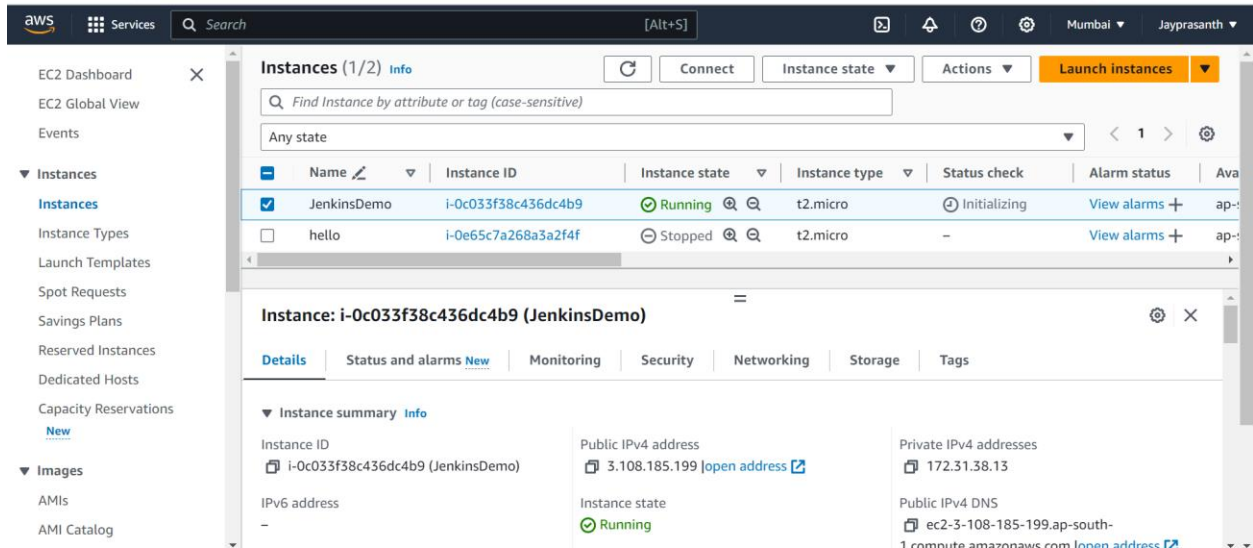 aws Services Search [Alt+S] Mumbai Jayprasanth
EC2 Dashboard
EC2 Global View
Events
Instances
Instances
Instance Types
Launch Templates
Spot Requests
Savings Plans
Reserved Instances
Dedicated Hosts
Capacity Reservations
New
Images
AMIs
AMI Catalog
Instances (1/2) Info Connect Instance state Actions Launch instances
Find Instance by attribute or tag (case-sensitive)
Any state 1
Name Instance ID Instance state Instance type Status check Alarm status Ava
JenkinsDemo i-0c033f38c436dc4b9 Running t2.micro Initializing View alarms + ap-s
hello i-0e65c7a268a3a2f4f Stopped t2.micro – View alarms + ap-s
Instance: i-0c033f38c436dc4b9 (JenkinsDemo)
Details Status and alarms New Monitoring Security Networking Storage Tags
Instance summary Info
Instance ID
i-0c033f38c436dc4b9 (JenkinsDemo)
IPv6 address
–
Public IPv4 address
3.108.185.199 |open address
Instance state
Running
Private IPv4 addresses
172.31.38.13
Public IPv4 DNS
ec2-3-108-185-199.ap-south-
1.compute.amazonaws.com |open address